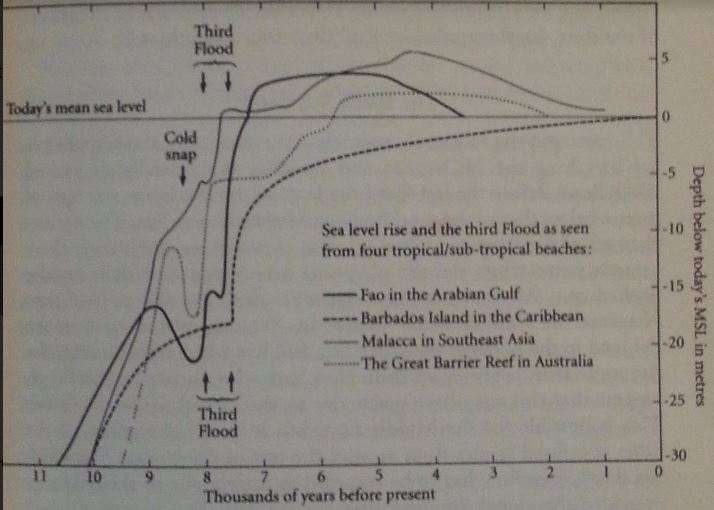 Third
Flood
5
Today's mean sea level
0
Cold
snap
-5
-10
Sea level rise and the third Flood as seen
from four tropical/sub-tropical beaches:
-15
Fao in the Arabian Gulf
Barbados Island in the Caribbean
Malacca in Southeast Asia
The Great Barrier Reef in Australia
-20
Third
Flood
-25
-30
11 10 9 8 7 6 5 4 3 2 1 0
Thousands of years before present
Depth below today's MSL in metres